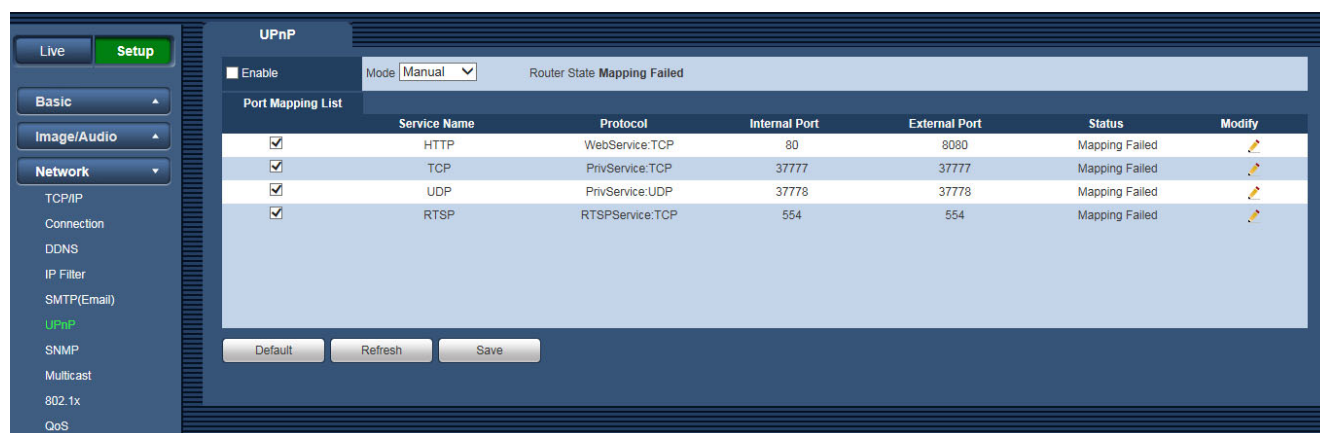 UPnP
Live Setup
Enable Mode Manual Router State Mapping Failed
Basic
Port Mapping List
Service Name Protocol Internal Port External Port Status Modify
Image/Audio
HTTP WebService:TCP 80 8080 Mapping Failed
Network
TCP PrivService:TCP 37777 37777 Mapping Failed
UDP PrivService:UDP 37778 37778 Mapping Failed
TCP/IP
RTSP RTSPService:TCP 554 554 Mapping Failed
Connection
DDNS
IP Filter
SMTP(Email)
UPnP
SNMP
Default Refresh Save
Multicast
802.1x
QoS